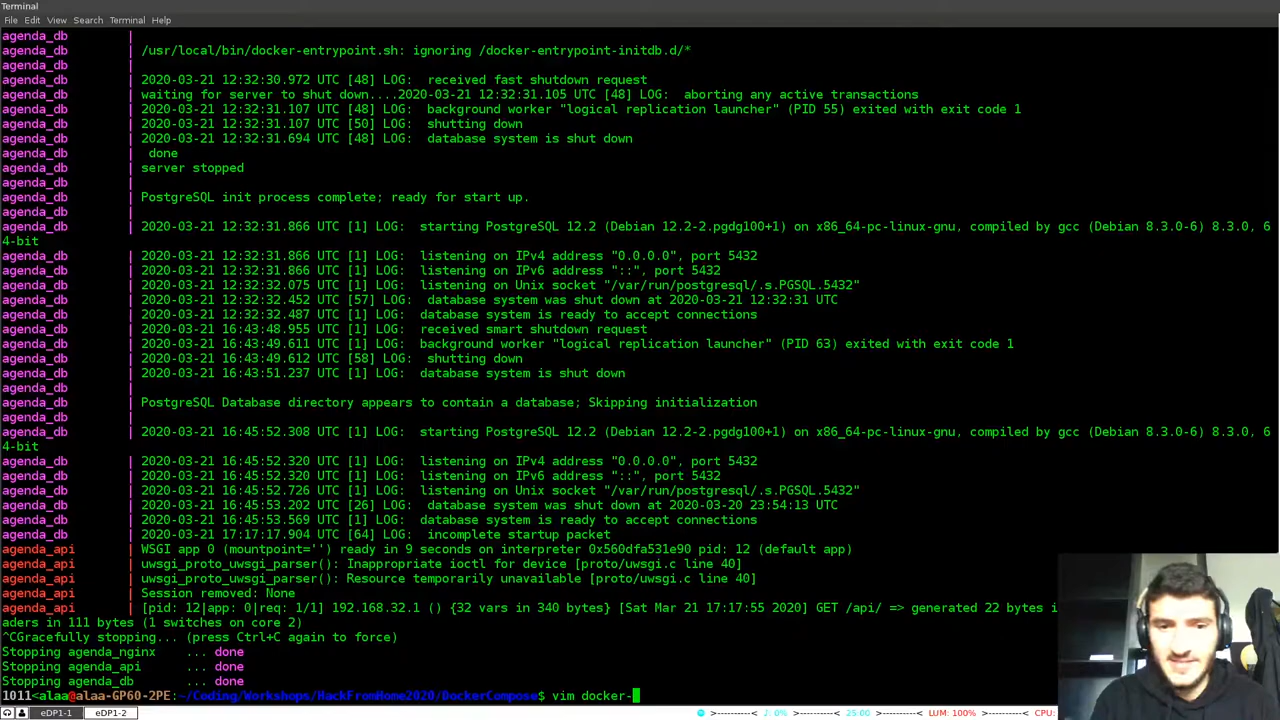 Terminal
File Edit View Search Terminal Help
agenda_db |
agenda_db | /usr/local/bin/docker-entrypoint.sh: ignoring /docker-entrypoint-initdb.d/*
agenda_db |
agenda_db | 2020-03-21 12:32:30.972 UTC [48] LOG:  received fast shutdown request
agenda_db | waiting for server to shut down....2020-03-21 12:32:31.105 UTC [48] LOG:  aborting any active transactions
agenda_db | 2020-03-21 12:32:31.107 UTC [48] LOG:  background worker "logical replication launcher" (PID 55) exited with exit code 1
agenda_db | 2020-03-21 12:32:31.107 UTC [50] LOG:  shutting down
agenda_db | 2020-03-21 12:32:31.694 UTC [48] LOG:  database system is shut down
agenda_db |  done
agenda_db | server stopped
agenda_db |
agenda_db | PostgreSQL init process complete; ready for start up.
agenda_db |
agenda_db | 2020-03-21 12:32:31.866 UTC [1] LOG:  starting PostgreSQL 12.2 (Debian 12.2-2.pgdg100+1) on x86_64-pc-linux-gnu, compiled by gcc (Debian 8.3.0-6) 8.3.0, 6
4-bit
agenda_db | 2020-03-21 12:32:31.866 UTC [1] LOG:  listening on IPv4 address "0.0.0.0", port 5432
agenda_db | 2020-03-21 12:32:31.866 UTC [1] LOG:  listening on IPv6 address "::", port 5432
agenda_db | 2020-03-21 12:32:32.075 UTC [1] LOG:  listening on Unix socket "/var/run/postgresql/.s.PGSQL.5432"
agenda_db | 2020-03-21 12:32:32.452 UTC [57] LOG:  database system was shut down at 2020-03-21 12:32:31 UTC
agenda_db | 2020-03-21 12:32:32.487 UTC [1] LOG:  database system is ready to accept connections
agenda_db | 2020-03-21 16:43:48.955 UTC [1] LOG:  received smart shutdown request
agenda_db | 2020-03-21 16:43:49.611 UTC [1] LOG:  background worker "logical replication launcher" (PID 63) exited with exit code 1
agenda_db | 2020-03-21 16:43:49.612 UTC [58] LOG:  shutting down
agenda_db | 2020-03-21 16:43:51.237 UTC [1] LOG:  database system is shut down
agenda_db |
agenda_db | PostgreSQL Database directory appears to contain a database; Skipping initialization
agenda_db |
agenda_db | 2020-03-21 16:45:52.308 UTC [1] LOG:  starting PostgreSQL 12.2 (Debian 12.2-2.pgdg100+1) on x86_64-pc-linux-gnu, compiled by gcc (Debian 8.3.0-6) 8.3.0, 6
4-bit
agenda_db | 2020-03-21 16:45:52.320 UTC [1] LOG:  listening on IPv4 address "0.0.0.0", port 5432
agenda_db | 2020-03-21 16:45:52.320 UTC [1] LOG:  listening on IPv6 address "::", port 5432
agenda_db | 2020-03-21 16:45:52.726 UTC [1] LOG:  listening on Unix socket "/var/run/postgresql/.s.PGSQL.5432"
agenda_db | 2020-03-21 16:45:53.202 UTC [26] LOG:  database system was shut down at 2020-03-20 23:54:13 UTC
agenda_db | 2020-03-21 16:45:53.569 UTC [1] LOG:  database system is ready to accept connections
agenda_db | 2020-03-21 17:17:17.904 UTC [64] LOG:  incomplete startup packet
agenda_api | WSGI app 0 (mountpoint='') ready in 9 seconds on interpreter 0x560dfa531e90 pid: 12 (default app)
agenda_api | uwsgi_proto_uwsgi_parser(): Inappropriate ioctl for device [proto/uwsgi.c line 40]
agenda_api | uwsgi_proto_uwsgi_parser(): Resource temporarily unavailable [proto/uwsgi.c line 40]
agenda_api | Session removed: None
agenda_api | [pid: 12|app: 0|req: 1/1] 192.168.32.1 () {32 vars in 340 bytes} [Sat Mar 21 17:17:55 2020] GET /api/ => generated 22 bytes i
aders in 111 bytes (1 switches on core 2)
^CGracefully stopping... (press Ctrl+C again to force)
Stopping agenda_nginx ... done
Stopping agenda_api ... done
Stopping agenda_db ... done
1011<alaa@alaa-GP60-2PE:~/Coding/Workshops/HackFromHome2020/DockerCompose$ vim docker-
eDP1-1 eDP1-2 >----------< 0% >----------< 25:00 >----------< LUM: 100% >----------< CPU: